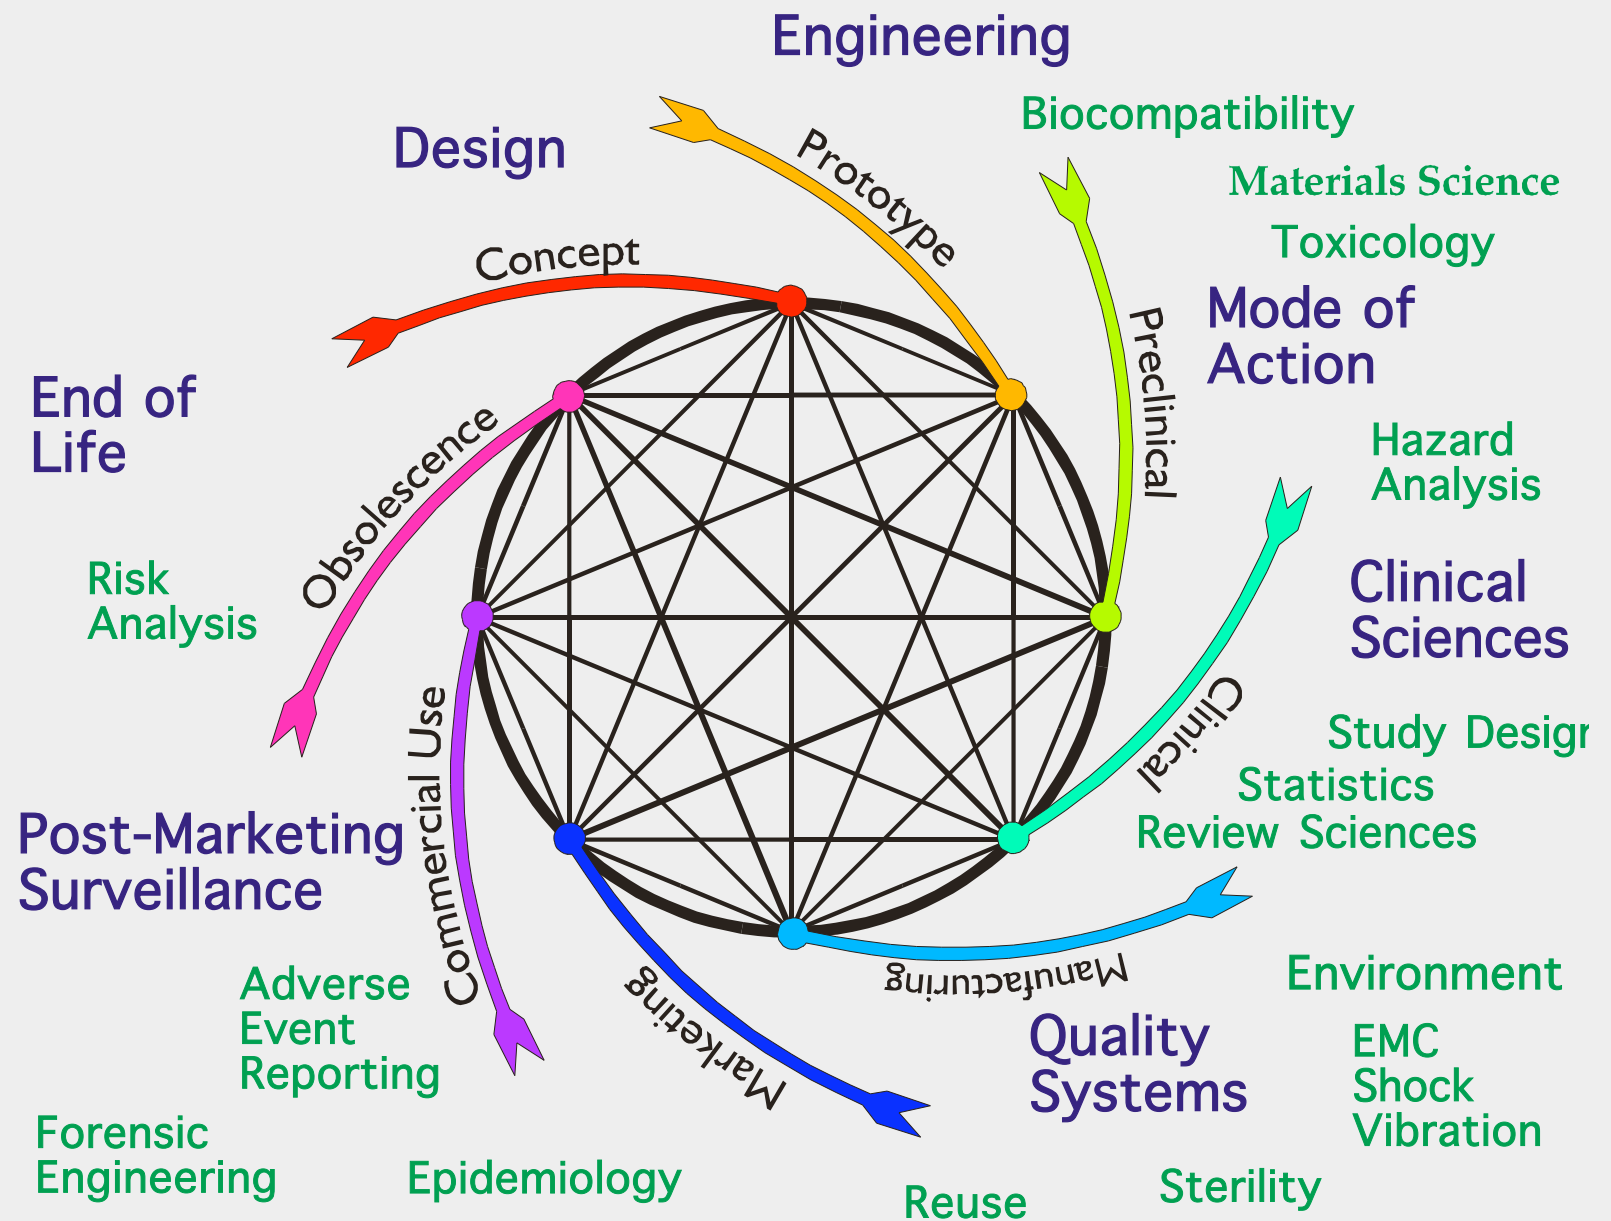 Engineering
Design
Biocompatibility
Materials Science
Toxicology
Mode of
Action
Prototype
Concept
Preclinical
End of
Life
Obsolescence
Hazard
Analysis
Risk
Analysis
Clinical
Sciences
Clinical
Study Design
Statistics
Review Sciences
Commercial Use
Post-Marketing
Surveillance
Manufacturing
Marketing
Environment
Adverse
Event
Reporting
Quality
Systems
EMC
Shock
Vibration
Forensic
Engineering
Epidemiology
Reuse
Sterility